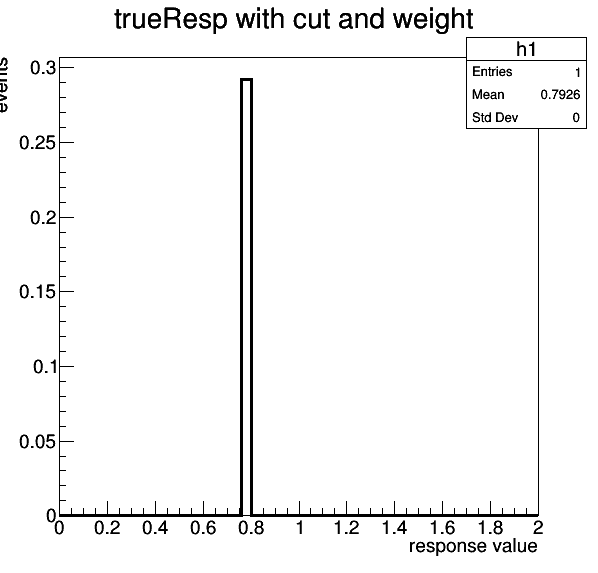 trueResp with cut and weight
h1
Entries 1
Mean 0.7926
Std Dev 0
events
0.3
0.25
0.2
0.15
0.1
0.05
0
0 0.2 0.4 0.6 0.8 1 1.2 1.4 1.6 1.8 2
response value